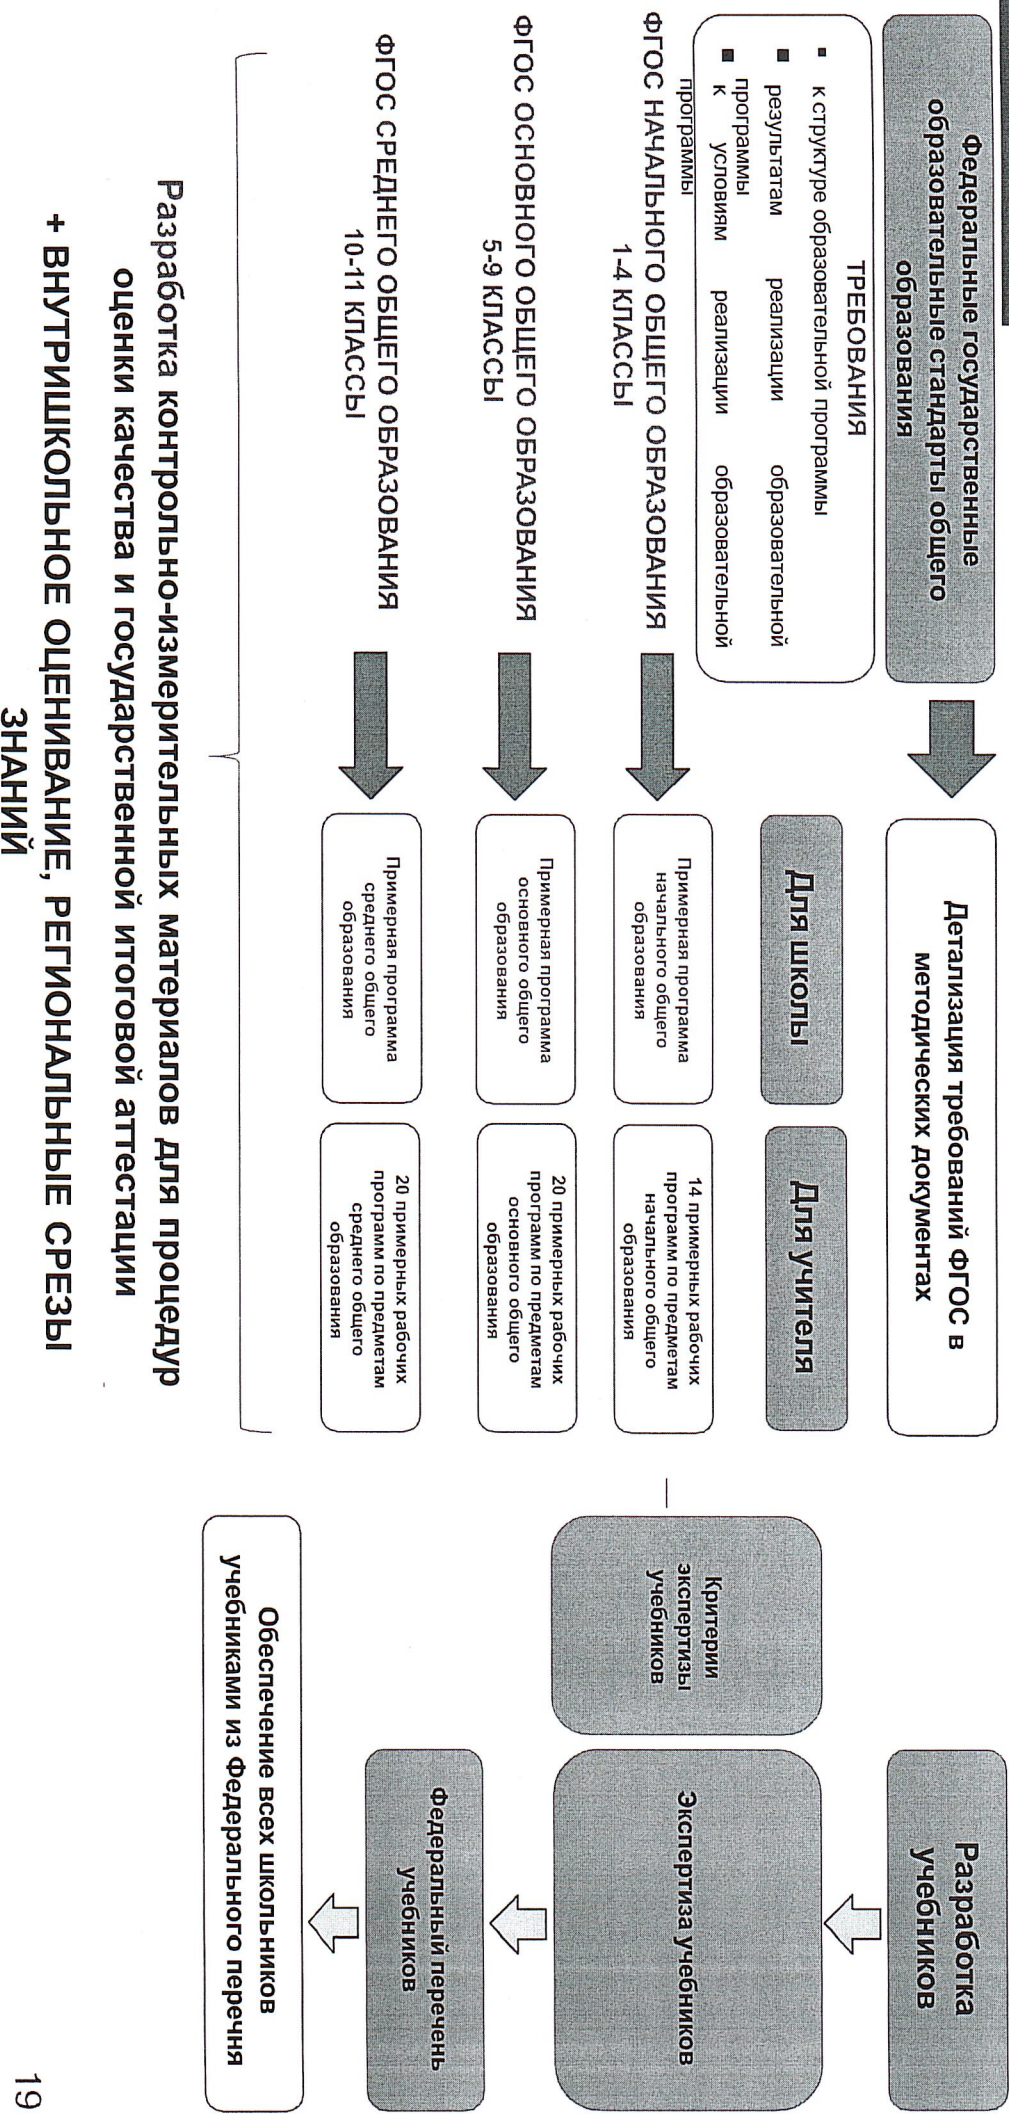 Федеральные государственные
образовательные стандарты общего
образования
ТРЕБОВАНИЯ
▪ к структуре образовательной программы
▪ результатам реализации образовательной
программы
▪ к условиям реализации образовательной
программы
ФГОС НАЧАЛЬНОГО ОБЩЕГО ОБРАЗОВАНИЯ
1-4 КЛАССЫ
ФГОС ОСНОВНОГО ОБЩЕГО ОБРАЗОВАНИЯ
5-9 КЛАССЫ
ФГОС СРЕДНЕГО ОБЩЕГО ОБРАЗОВАНИЯ
10-11 КЛАССЫ
Детализация требований ФГОС в
методических документах
Для школы
Примерная программа
начального общего
образования
Примерная программа
основного общего
образования
Примерная программа
среднего общего
образования
Для учителя
14 примерных рабочих
программ по предметам
начального общего
образования
20 примерных рабочих
программ по предметам
основного общего
образования
20 примерных рабочих
программ по предметам
среднего общего
образования
Разработка
учебников
Критерии
экспертизы
учебников
Экспертиза учебников
Федеральный перечень
учебников
Обеспечение всех школьников
учебниками из Федерального перечня
Разработка контрольно-измерительных материалов для процедур
оценки качества и государственной итоговой аттестации
+ ВНУТРИШКОЛЬНОЕ ОЦЕНИВАНИЕ, РЕГИОНАЛЬНЫЕ СРЕЗЫ
ЗНАНИЙ
19